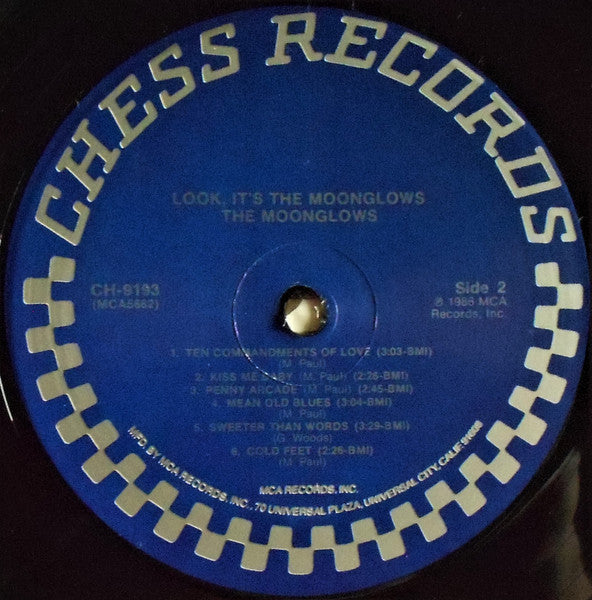 CHESS RECORDS
LOOK, IT'S THE MOONGLOWS
THE MOONGLOWS
CH-9193
(MCA5662)
Side 2
℗ 1986 MCA
Records, Inc.
1. TEN COMMANDMENTS OF LOVE (3:03-BMI)
(M. Paul)
2. KISS ME BABY (M. Paul) (2:26-BMI)
3. PENNY ARCADE (M. Paul) (2:45-BMI)
4. MEAN OLD BLUES (3:04-BMI)
(M. Paul)
5. SWEETER THAN WORDS (3:29-BMI)
(G. Woods)
6. COLD FEET (2:26-BMI)
(M. Paul)
MCA RECORDS, INC.
MFD. BY MCA RECORDS, INC., 70 UNIVERSAL PLAZA, UNIVERSAL CITY, CALIF. 91608